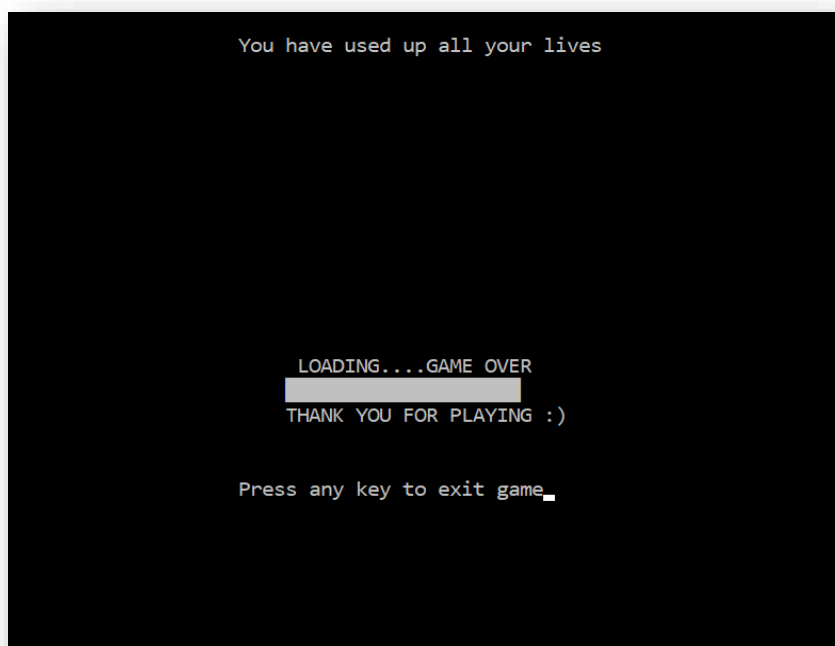 You have used up all your lives
LOADING....GAME OVER
THANK YOU FOR PLAYING :)
Press any key to exit game